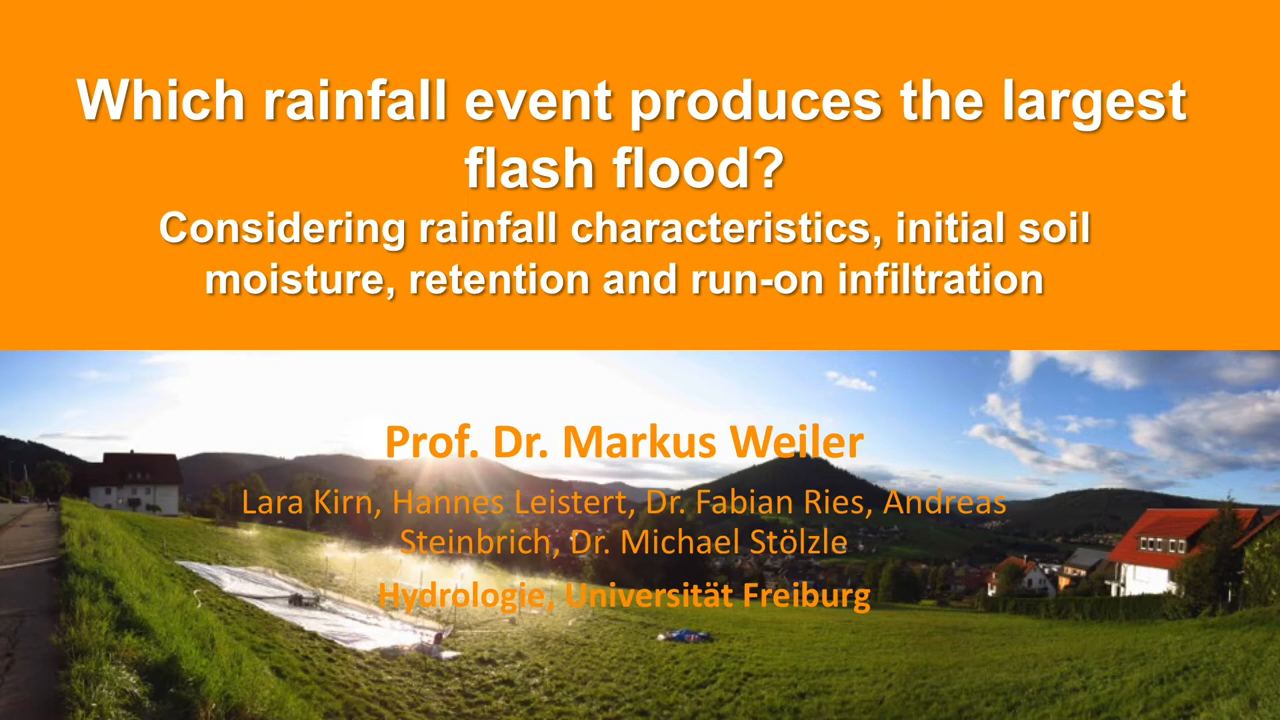 Which rainfall event produces the largest
flash flood?
Considering rainfall characteristics, initial soil
moisture, retention and run-on infiltration
Prof. Dr. Markus Weiler
Lara Kirn, Hannes Leistert, Dr. Fabian Ries, Andreas
Steinbrich, Dr. Michael Stölzle
Hydrologie, Universität Freiburg